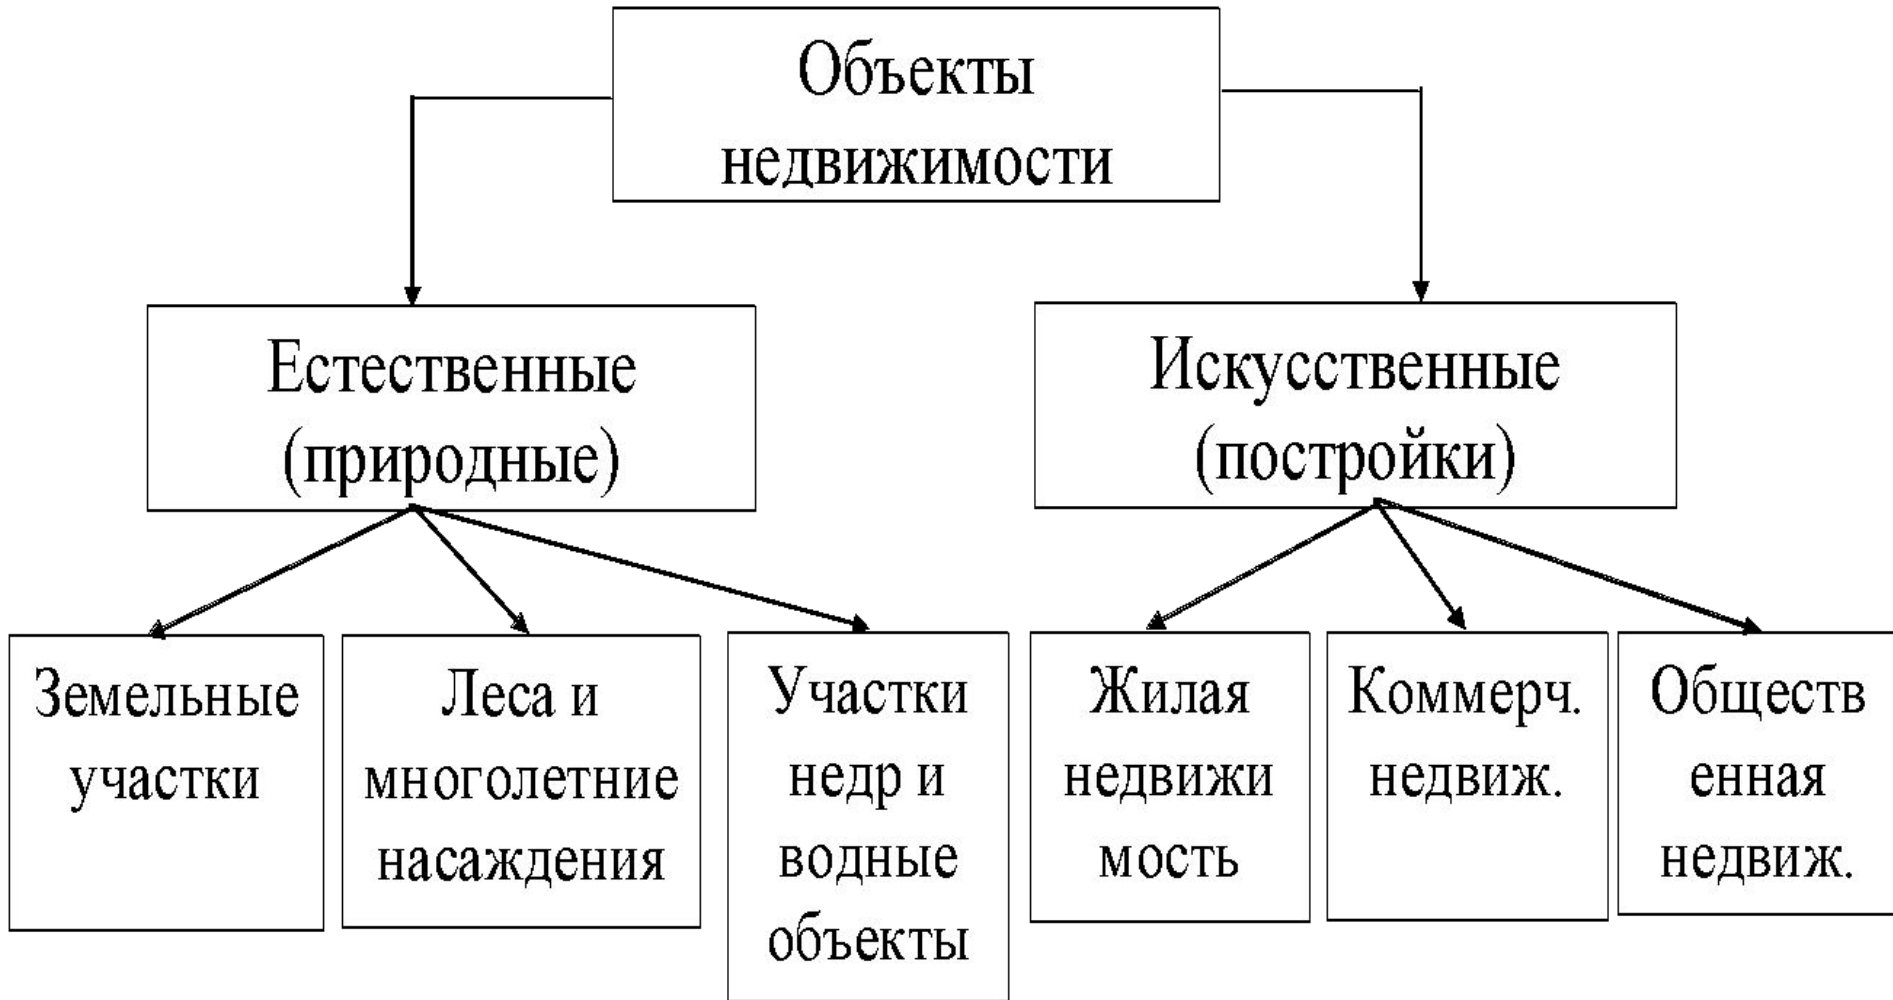 Объекты
недвижимости
Естественные
(природные)
Искусственные
(постройки)
Земельные
участки
Леса и
многолетние
насаждения
Участки
недр и
водные
объекты
Жилая
недвижи
мость
Коммерч.
недвиж.
Обществ
енная
недвиж.